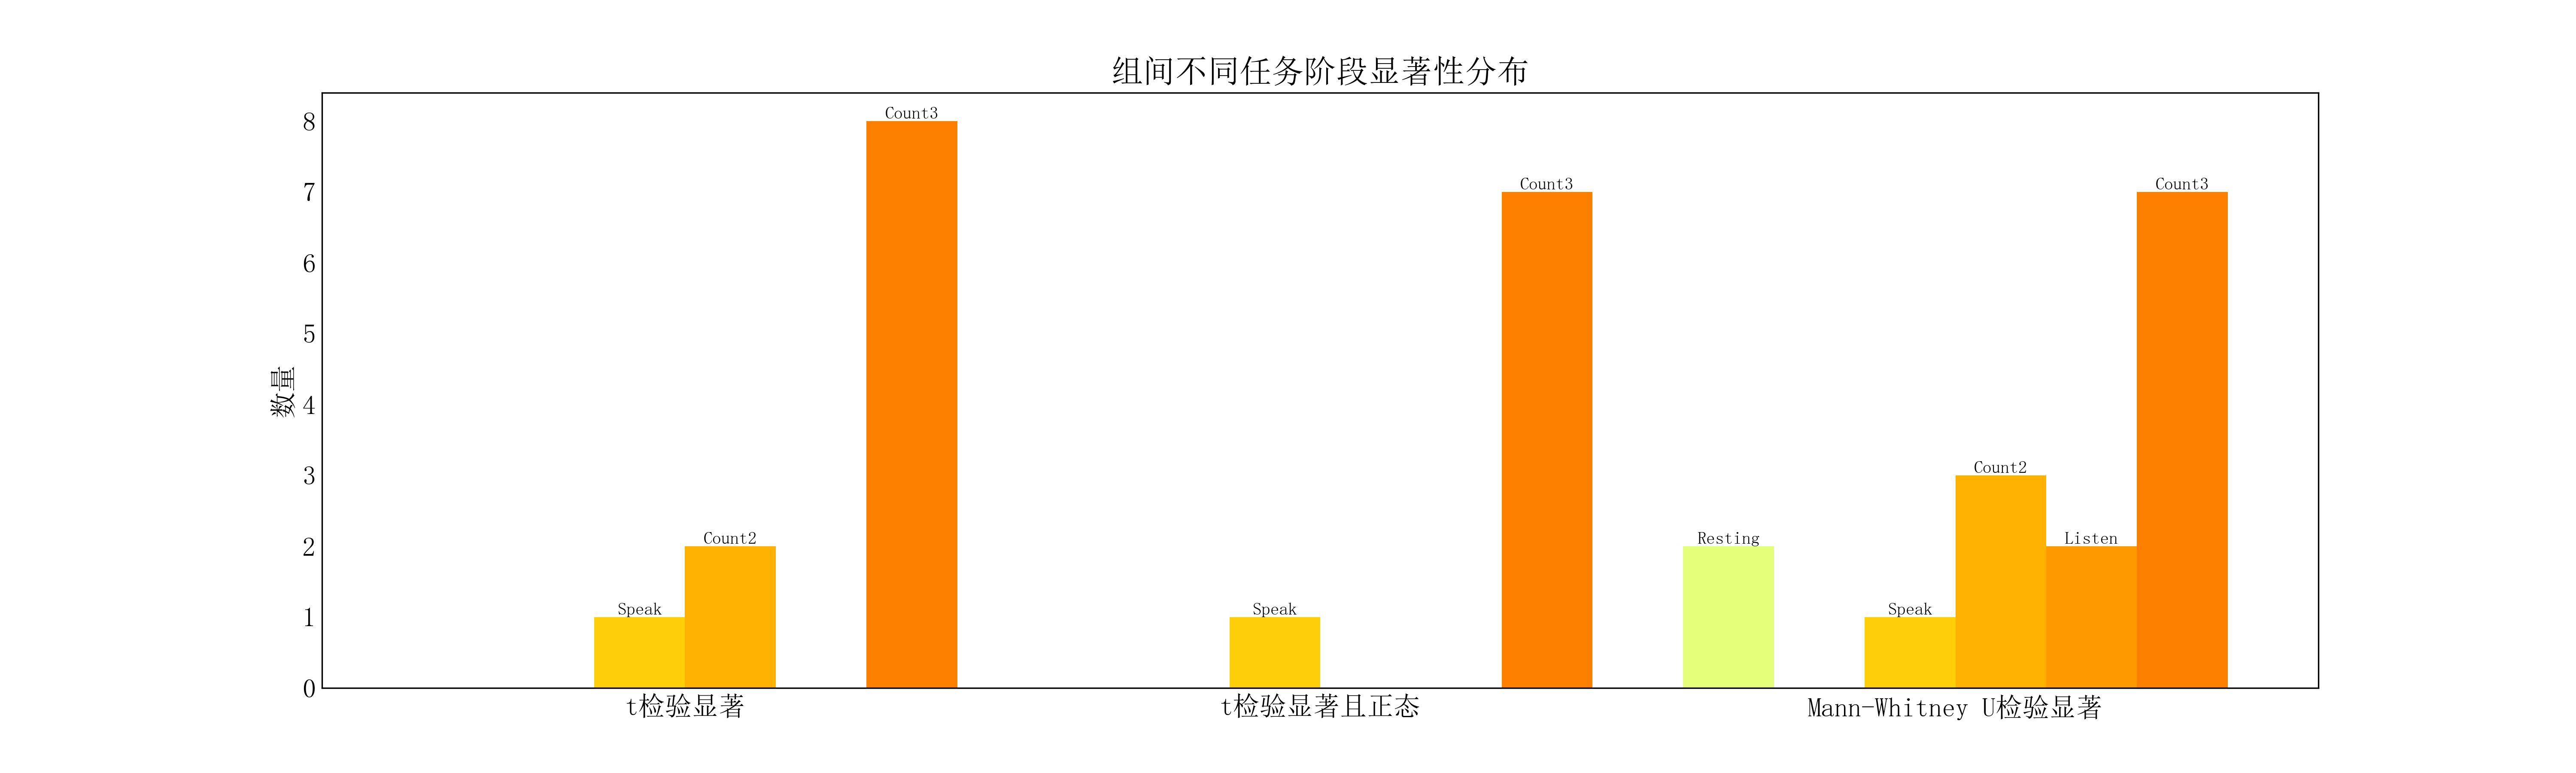 组间不同任务阶段显著性分布
数量
8
7
6
5
4
3
2
1
0
Speak
Count2
Count3
Speak
Count3
Resting
Speak
Count2
Listen
Count3
t检验显著
t检验显著且正态
Mann-Whitney U检验显著